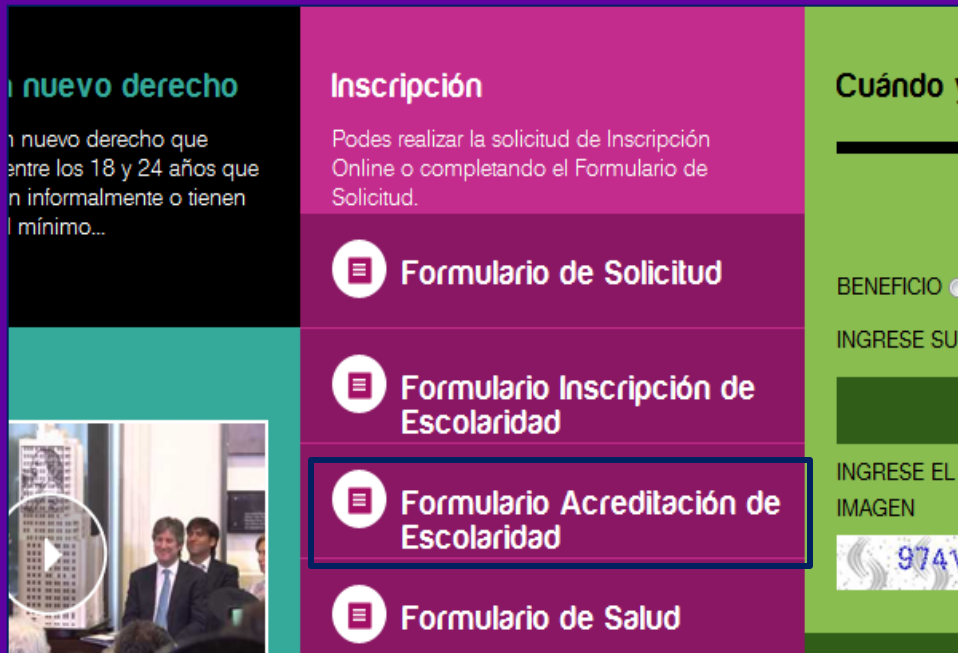 nuevo derecho
nuevo derecho que
entre los 18 y 24 años que
n informalmente o tienen
l mínimo...
Inscripción
Podes realizar la solicitud de Inscripción
Online o completando el Formulario de
Solicitud.
Formulario de Solicitud
Formulario Inscripción de
Escolaridad
Formulario Acreditación de
Escolaridad
Formulario de Salud
Cuándo y
BENEFICIO
INGRESE SU
INGRESE EL
IMAGEN
974